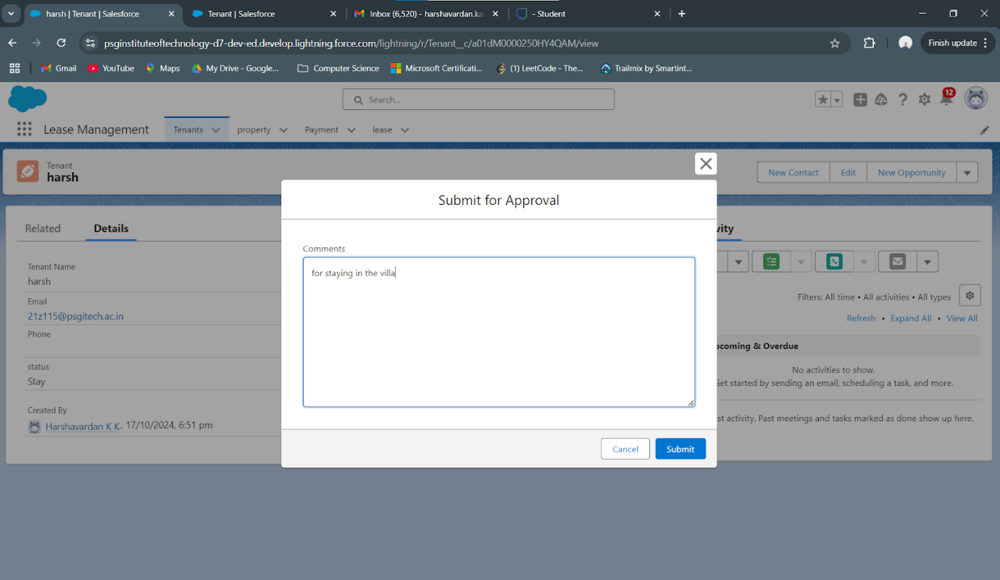 harsh | Tenant | Salesforce
Tenant | Salesforce
Inbox (6,520) - harshavardan.ka
- Student
psginstituteoftechnology-d7-dev-ed.develop.lightning.force.com/lightning/r/Tenant__c/a01dM0000250HY4QAM/view
Finish update
Gmail
YouTube
Maps
My Drive - Google...
Computer Science
Microsoft Certificati...
(1) LeetCode - The...
Trailmix by Smartint...
Search...
12
Lease Management
Tenants
property
Payment
lease
Tenant
harsh
New Contact
Edit
New Opportunity
Submit for Approval
Related
Details
vity
Comments
for staying in the villa
Tenant Name
harsh
Email
21z115@psgitech.ac.in
Phone
status
Stay
Created By
Harshavardan K K, 17/10/2024, 6:51 pm
Filters: All time • All activities • All types
Refresh • Expand All • View All
pcoming & Overdue
No activities to show.
Get started by sending an email, scheduling a task, and more.
st activity. Past meetings and tasks marked as done show up here.
Cancel
Submit